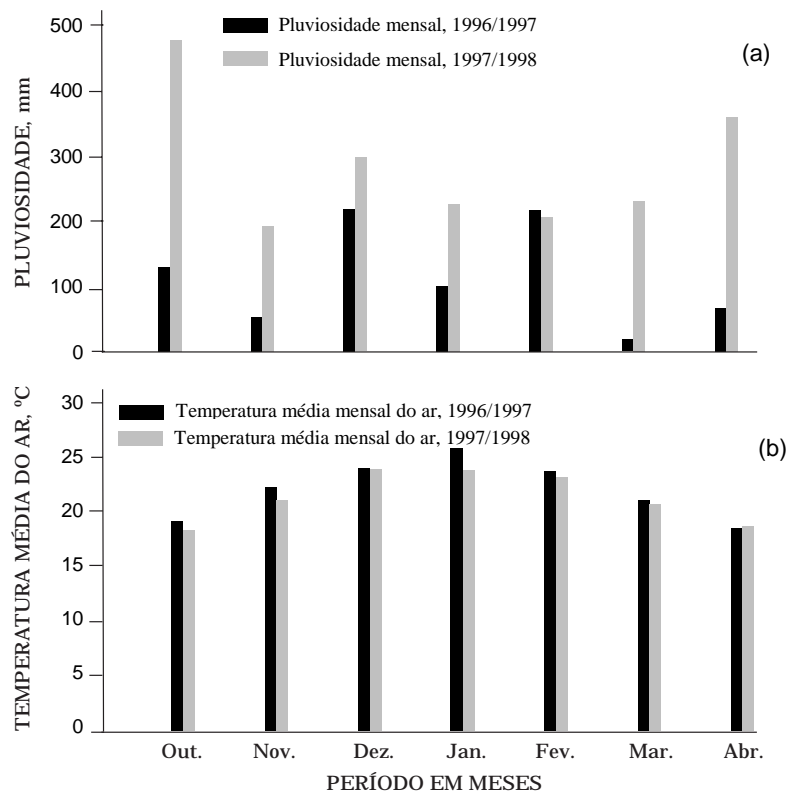 500
400
300
200
100
0
PLUVIOSIDADE, mm
Pluviosidade mensal, 1996/1997
Pluviosidade mensal, 1997/1998
(a)
30
25
20
15
10
5
0
TEMPERATURA MÉDIA DO AR, ºC
Temperatura média mensal do ar, 1996/1997
Temperatura média mensal do ar, 1997/1998
(b)
Out. Nov. Dez. Jan. Fev. Mar. Abr.
PERÍODO EM MESES